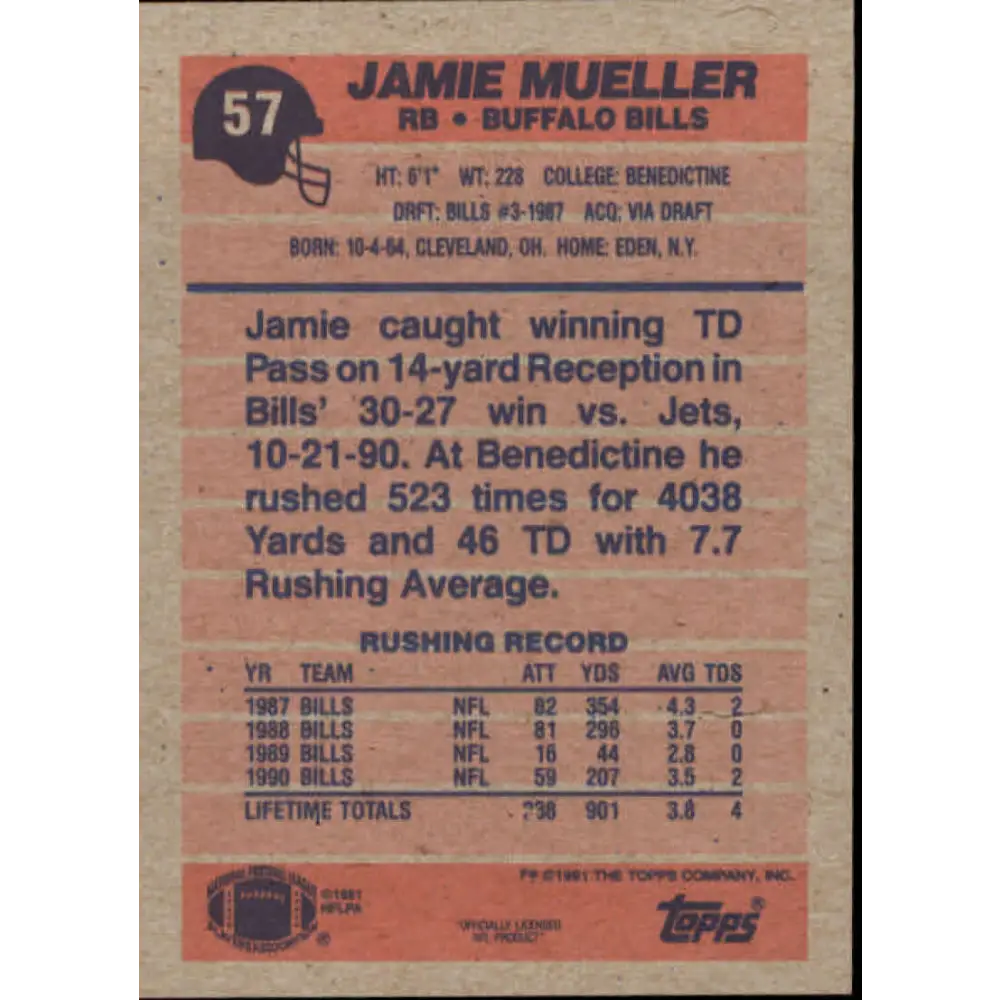 57
JAMIE MUELLER
RB • BUFFALO BILLS
HT: 6'1" WT: 228 COLLEGE: BENEDICTINE
DRFT: BILLS #3-1987 ACQ: VIA DRAFT
BORN: 10-4-64, CLEVELAND, OH. HOME: EDEN, N.Y.
Jamie caught winning TD
Pass on 14-yard Reception in
Bills' 30-27 win vs. Jets,
10-21-90. At Benedictine he
rushed 523 times for 4038
Yards and 46 TD with 7.7
Rushing Average.
RUSHING RECORD
YR TEAM ATT YDS AVG TDS
1987 BILLS NFL 82 354 4.3 2
1988 BILLS NFL 81 296 3.7 0
1989 BILLS NFL 16 44 2.8 0
1990 BILLS NFL 59 207 3.5 2
LIFETIME TOTALS 238 901 3.8 4
©1991
NFLPA
OFFICIALLY LICENSED
NFL PRODUCT
©1991 THE TOPPS COMPANY, INC.
topps®